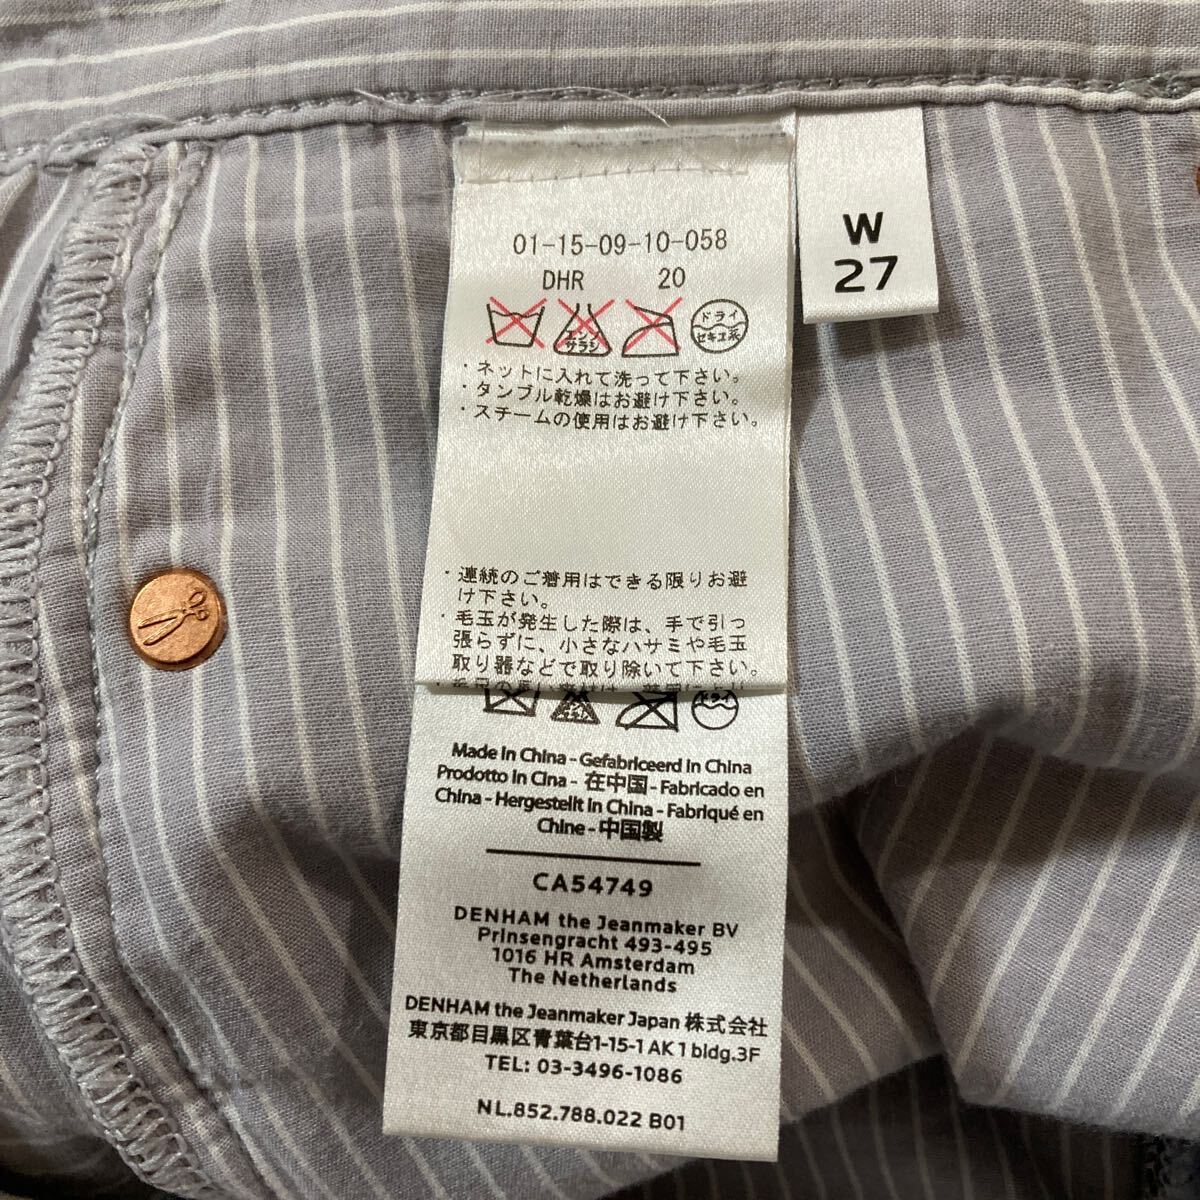 W
27
01-15-09-10-058
DHR 20
エンソ
サラシ
ドライ
セキユ系
・ネットに入れて洗って下さい。
・タンブル乾燥はお避け下さい。
・スチームの使用はお避け下さい。
・連続のご着用はできる限りお避
け下さい。
・毛玉が発生した際は、手で引っ
張らずに、小さなハサミや毛玉
取り器などで取り除いて下さい。
ドライ
Made in China - Gefabriceerd in China
Prodotto in Cina - 在中国 - Fabricado en
China - Hergestellt in China - Fabriqué en
Chine - 中国製
CA54749
DENHAM the Jeanmaker BV
Prinsengracht 493-495
1016 HR Amsterdam
The Netherlands
DENHAM the Jeanmaker Japan 株式会社
東京都目黒区青葉台1-15-1 AK 1 bldg.3F
TEL: 03-3496-1086
NL.852.788.022 B01